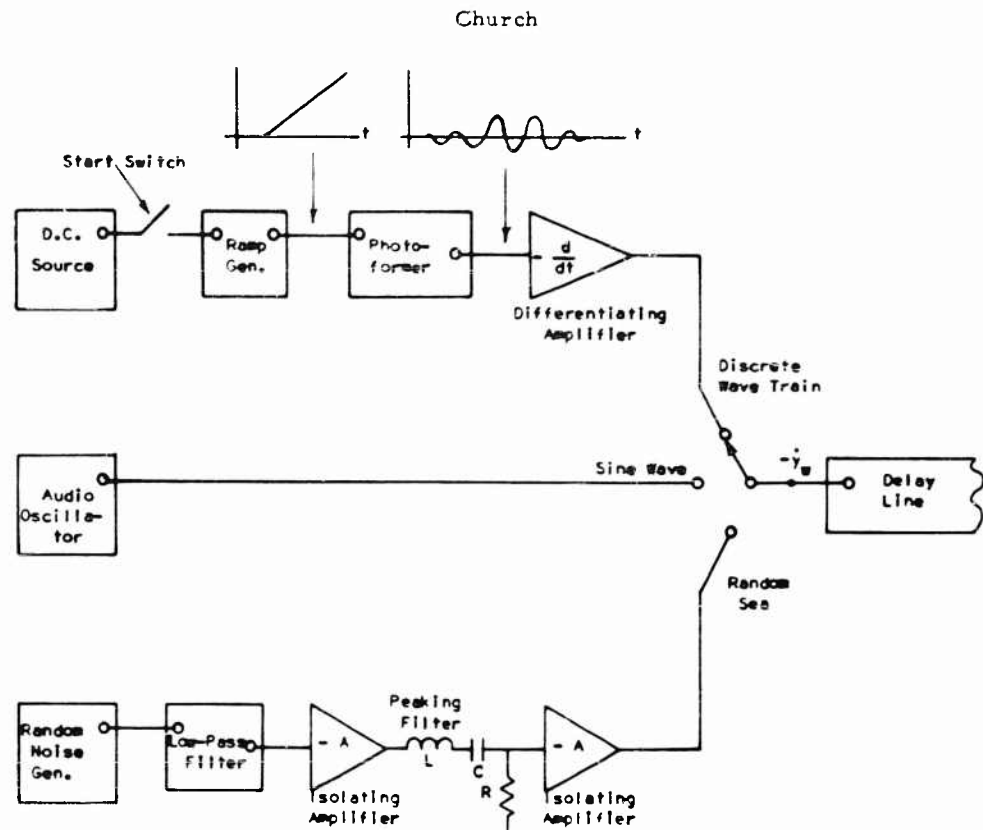 Church
t
t
Start Switch
D.C.
Source
Ramp
Gen.
Photo-
former
- d
dt
Differentiating
Amplifier
Discrete
Wave Train
Sine Wave
-ẏw
Delay
Line
Audio
Oscilla-
tor
Random
Sea
Random
Noise
Gen.
Low-Pass
Filter
- A
Isolating
Amplifier
Peaking
Filter
L
C
R
- A
Isolating
Amplifier